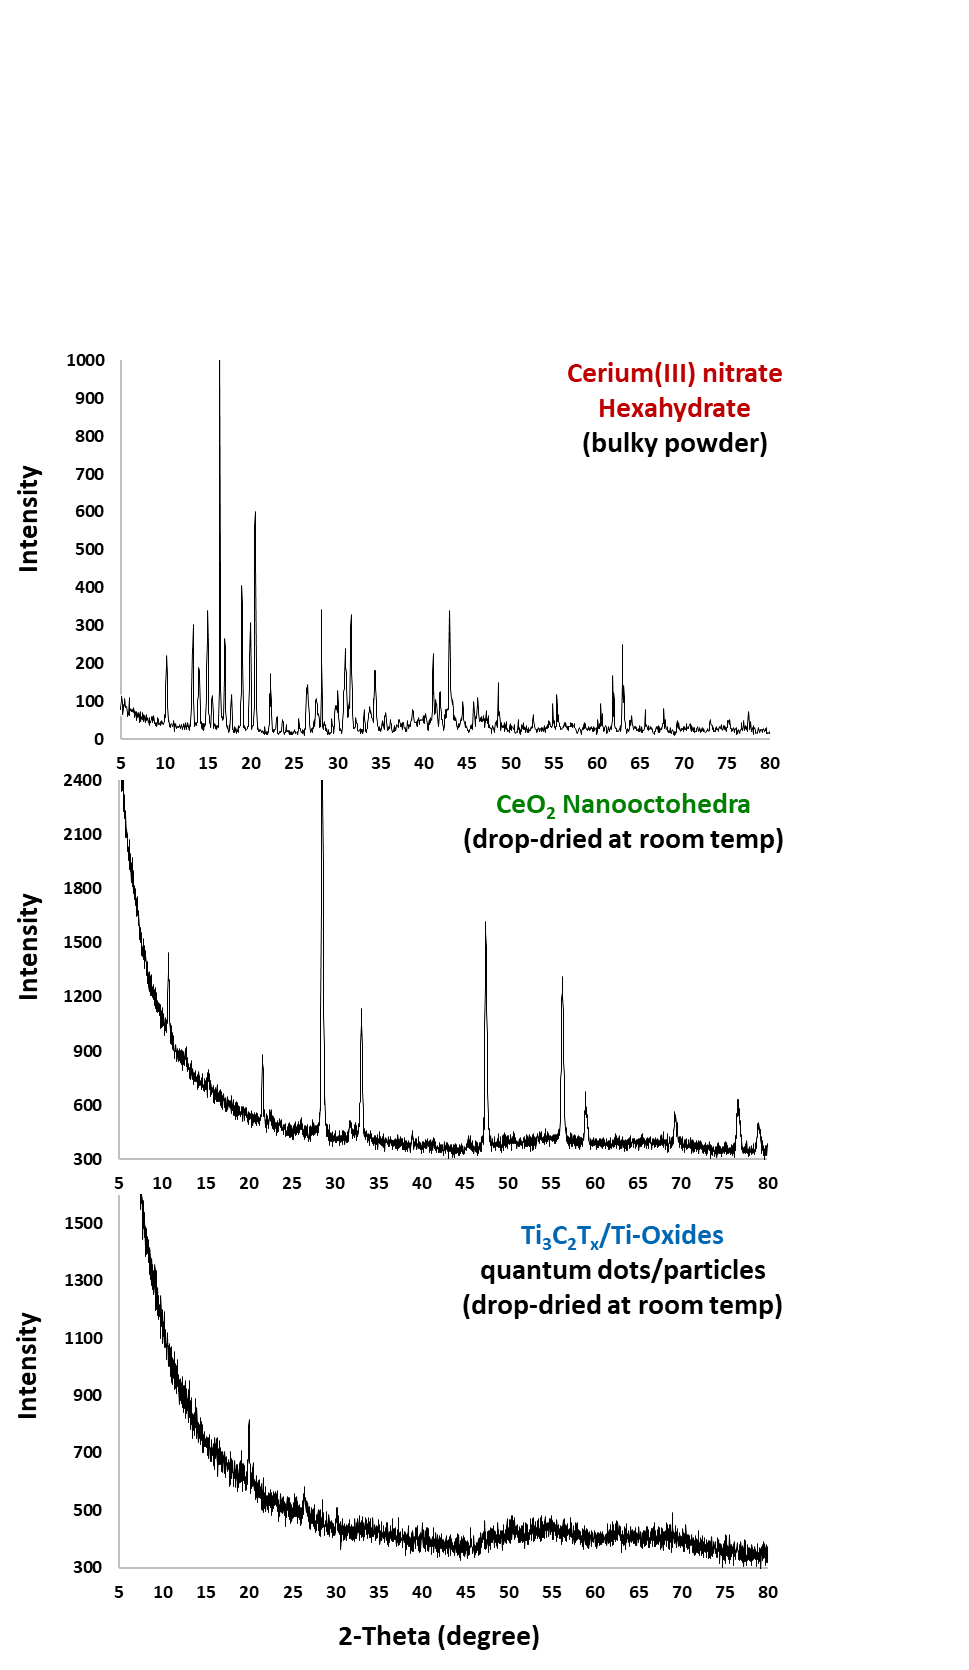 Cerium(III) nitrate
Hexahydrate
(bulky powder)
Intensity
1000
900
800
700
600
500
400
300
200
100
0
5 10 15 20 25 30 35 40 45 50 55 60 65 70 75 80
CeO2 Nanooctohedra
(drop-dried at room temp)
Intensity
2400
2100
1800
1500
1200
900
600
300
5 10 15 20 25 30 35 40 45 50 55 60 65 70 75 80
Ti3C2Tx/Ti-Oxides
quantum dots/particles
(drop-dried at room temp)
Intensity
1500
1300
1100
900
700
500
300
5 10 15 20 25 30 35 40 45 50 55 60 65 70 75 80
2-Theta (degree)